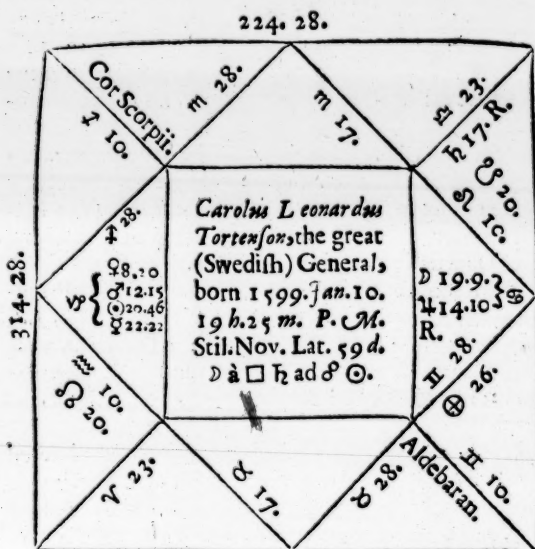 224. 28.
Cor Scorpii.
♐ 10.
♏ 28.
♏ 17.
♎ 23.
♄ 17. R.
☋ 20.
♌ 10.
♐ 28.
♑ { ♀8.20
♂12.15
☉20.46
☿22.22
314. 28.
Carolus Leonardus
Tortenſon, the great
(Swediſh) General,
born 1599. Jan. 10.
19 h. 25 m. P. M.
Stil. Nov. Lat. 59 d.
☽ à □ ♄ ad ☍ ☉.
☽ 19.9. } ♋
♃14.10
R.
♊ 28.
⊗ 26.
♒ 10.
☊ 20.
♈ 23.
♉ 17.
♉ 28.
Aldebaran.
♊ 10.